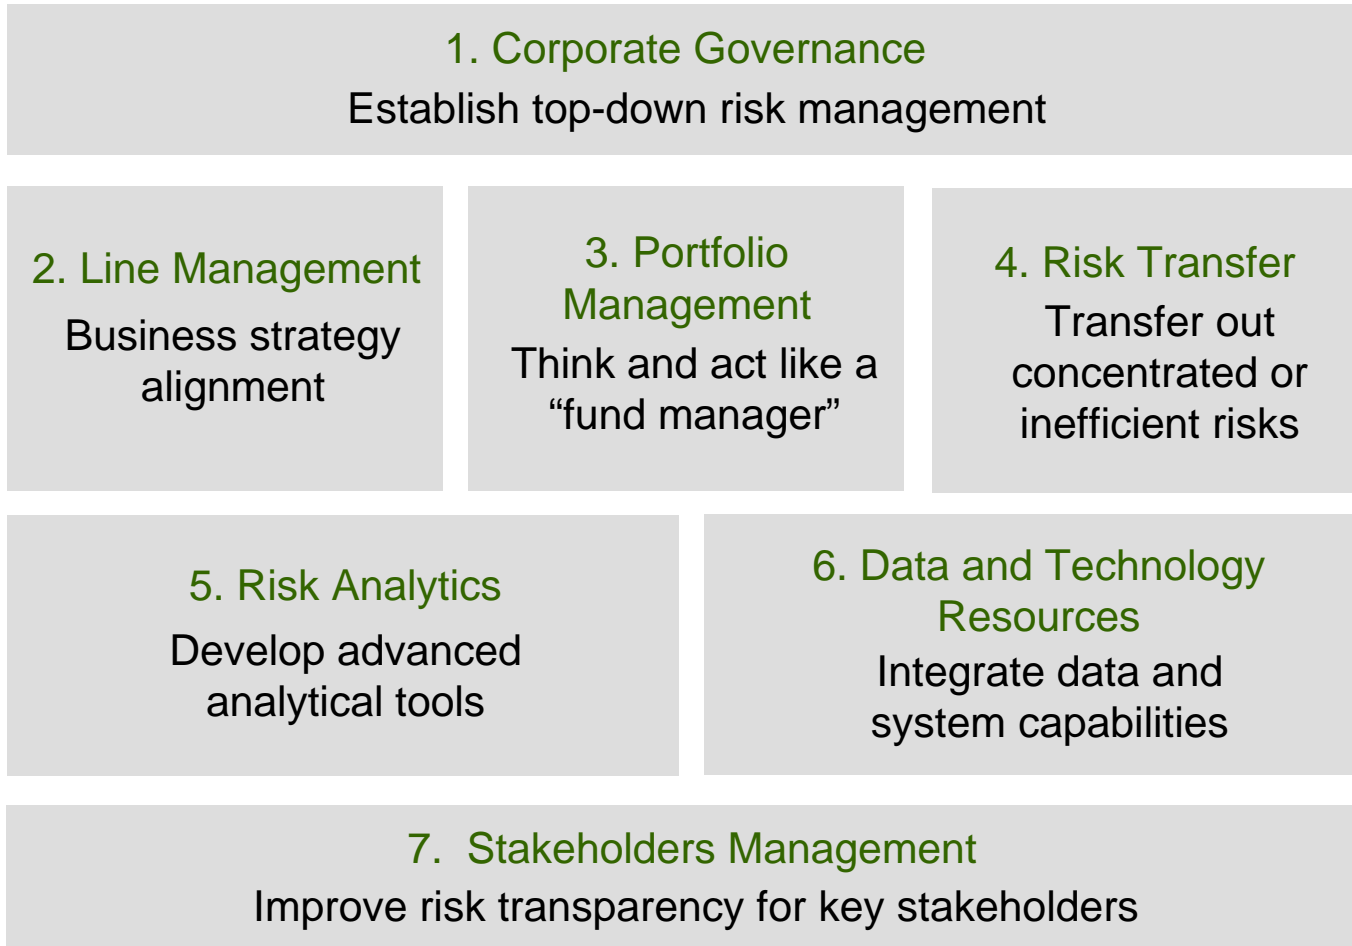 1. Corporate Governance
Establish top-down risk management
2. Line Management
Business strategy
alignment
3. Portfolio
Management
Think and act like a
“fund manager”
4. Risk Transfer
Transfer out
concentrated or
inefficient risks
5. Risk Analytics
Develop advanced
analytical tools
6. Data and Technology
Resources
Integrate data and
system capabilities
7. Stakeholders Management
Improve risk transparency for key stakeholders